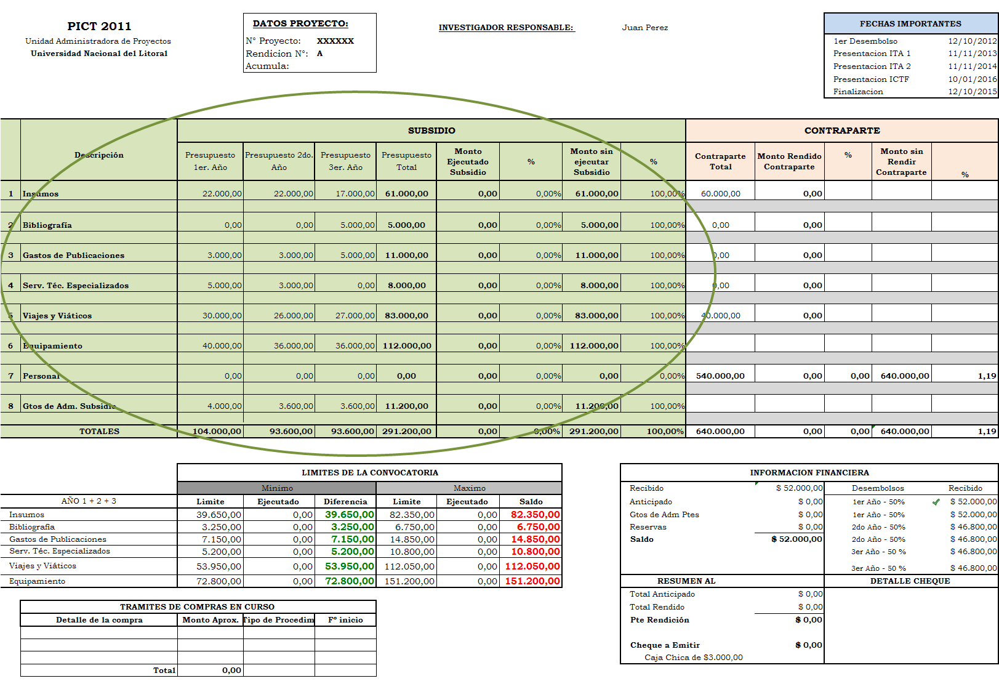 PICT 2011
Unidad Administradora de Proyectos
Universidad Nacional del Litoral
DATOS PROYECTO:
N° Proyecto: XXXXXX
Rendicion N°: A
Acumula:
INVESTIGADOR RESPONSABLE: Juan Perez
FECHAS IMPORTANTES
1er Desembolso 12/10/2012
Presentacion ITA 1 11/11/2013
Presentacion ITA 2 11/11/2014
Presentacion ICTF 10/01/2016
Finalizacion 12/10/2015
SUBSIDIO CONTRAPARTE
Descripción Presupuesto 1er. Año Presupuesto 2do. Año Presupuesto 3er. Año Presupuesto Total Monto Ejecutado Subsidio % Monto sin ejecutar Subsidio % Contraparte Total Monto Rendido Contraparte % Monto sin Rendir Contraparte %
1 Insumos 22.000,00 22.000,00 17.000,00 61.000,00 0,00 0,00% 61.000,00 100,00% 60.000,00 0,00
2 Bibliografía 0,00 0,00 5.000,00 5.000,00 0,00 0,00% 5.000,00 100,00% 0,00 0,00
3 Gastos de Publicaciones 3.000,00 3.000,00 5.000,00 11.000,00 0,00 0,00% 11.000,00 100,00% 0,00 0,00
4 Serv. Téc. Especializados 5.000,00 3.000,00 0,00 8.000,00 0,00 0,00% 8.000,00 100,00% 0,00 0,00
5 Viajes y Viáticos 30.000,00 26.000,00 27.000,00 83.000,00 0,00 0,00% 83.000,00 100,00% 40.000,00 0,00
6 Equipamiento 40.000,00 36.000,00 36.000,00 112.000,00 0,00 0,00% 112.000,00 100,00%
7 Personal 0,00 0,00 0,00 0,00 0,00 0,00% 0,00 0,00% 540.000,00 0,00 0,00 640.000,00 1,19
8 Gtos de Adm. Subsidio 4.000,00 3.600,00 3.600,00 11.200,00 0,00 0,00% 11.200,00 100,00%
TOTALES 104.000,00 93.600,00 93.600,00 291.200,00 0,00 0,00% 291.200,00 100,00% 640.000,00 0,00 0,00 640.000,00 1,19
LIMITES DE LA CONVOCATORIA
Minimo Maximo
AÑO 1 + 2 + 3 Limite Ejecutado Diferencia Limite Ejecutado Saldo
Insumos 39.650,00 0,00 39.650,00 82.350,00 0,00 82.350,00
Bibliografia 3.250,00 0,00 3.250,00 6.750,00 0,00 6.750,00
Gastos de Publicaciones 7.150,00 0,00 7.150,00 14.850,00 0,00 14.850,00
Serv. Téc. Especializados 5.200,00 0,00 5.200,00 10.800,00 0,00 10.800,00
Viajes y Viáticos 53.950,00 0,00 53.950,00 112.050,00 0,00 112.050,00
Equipamiento 72.800,00 0,00 72.800,00 151.200,00 0,00 151.200,00
TRAMITES DE COMPRAS EN CURSO
Detalle de la compra Monto Aprox. Tipo de Procedim F° inicio
Total 0,00
INFORMACION FINANCIERA
Recibido $ 52.000,00 Desembolsos Recibido
Anticipado $ 0,00 1er Año - 50% ✓ $ 52.000,00
Gtos de Adm Ptes $ 0,00 1er Año - 50% $ 52.000,00
Reservas $ 0,00 2do Año - 50% $ 46.800,00
Saldo $ 52.000,00 2do Año - 50% $ 46.800,00
3er Año - 50 % $ 46.800,00
3er Año - 50 % $ 46.800,00
RESUMEN AL DETALLE CHEQUE
Total Anticipado $ 0,00
Total Rendido $ 0,00
Pte Rendición $ 0,00
Cheque a Emitir $ 0,00
Caja Chica de $3.000,00